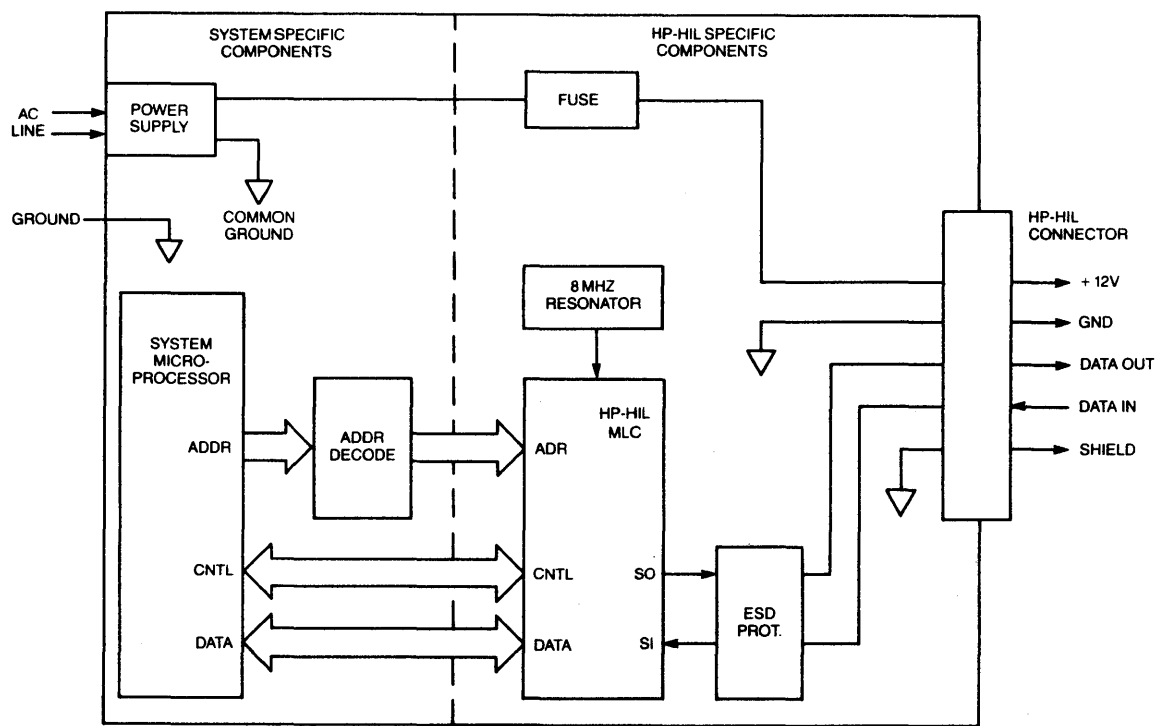 SYSTEM SPECIFIC
COMPONENTS
HP-HIL SPECIFIC
COMPONENTS
AC
LINE
POWER
SUPPLY
FUSE
GROUND
COMMON
GROUND
HP-HIL
CONNECTOR
8 MHZ
RESONATOR
+ 12V
GND
DATA OUT
DATA IN
SHIELD
SYSTEM
MICRO-
PROCESSOR
ADDR
ADDR
DECODE
HP-HIL
MLC
ADR
CNTL
CNTL
SO
DATA
DATA
SI
ESD
PROT.